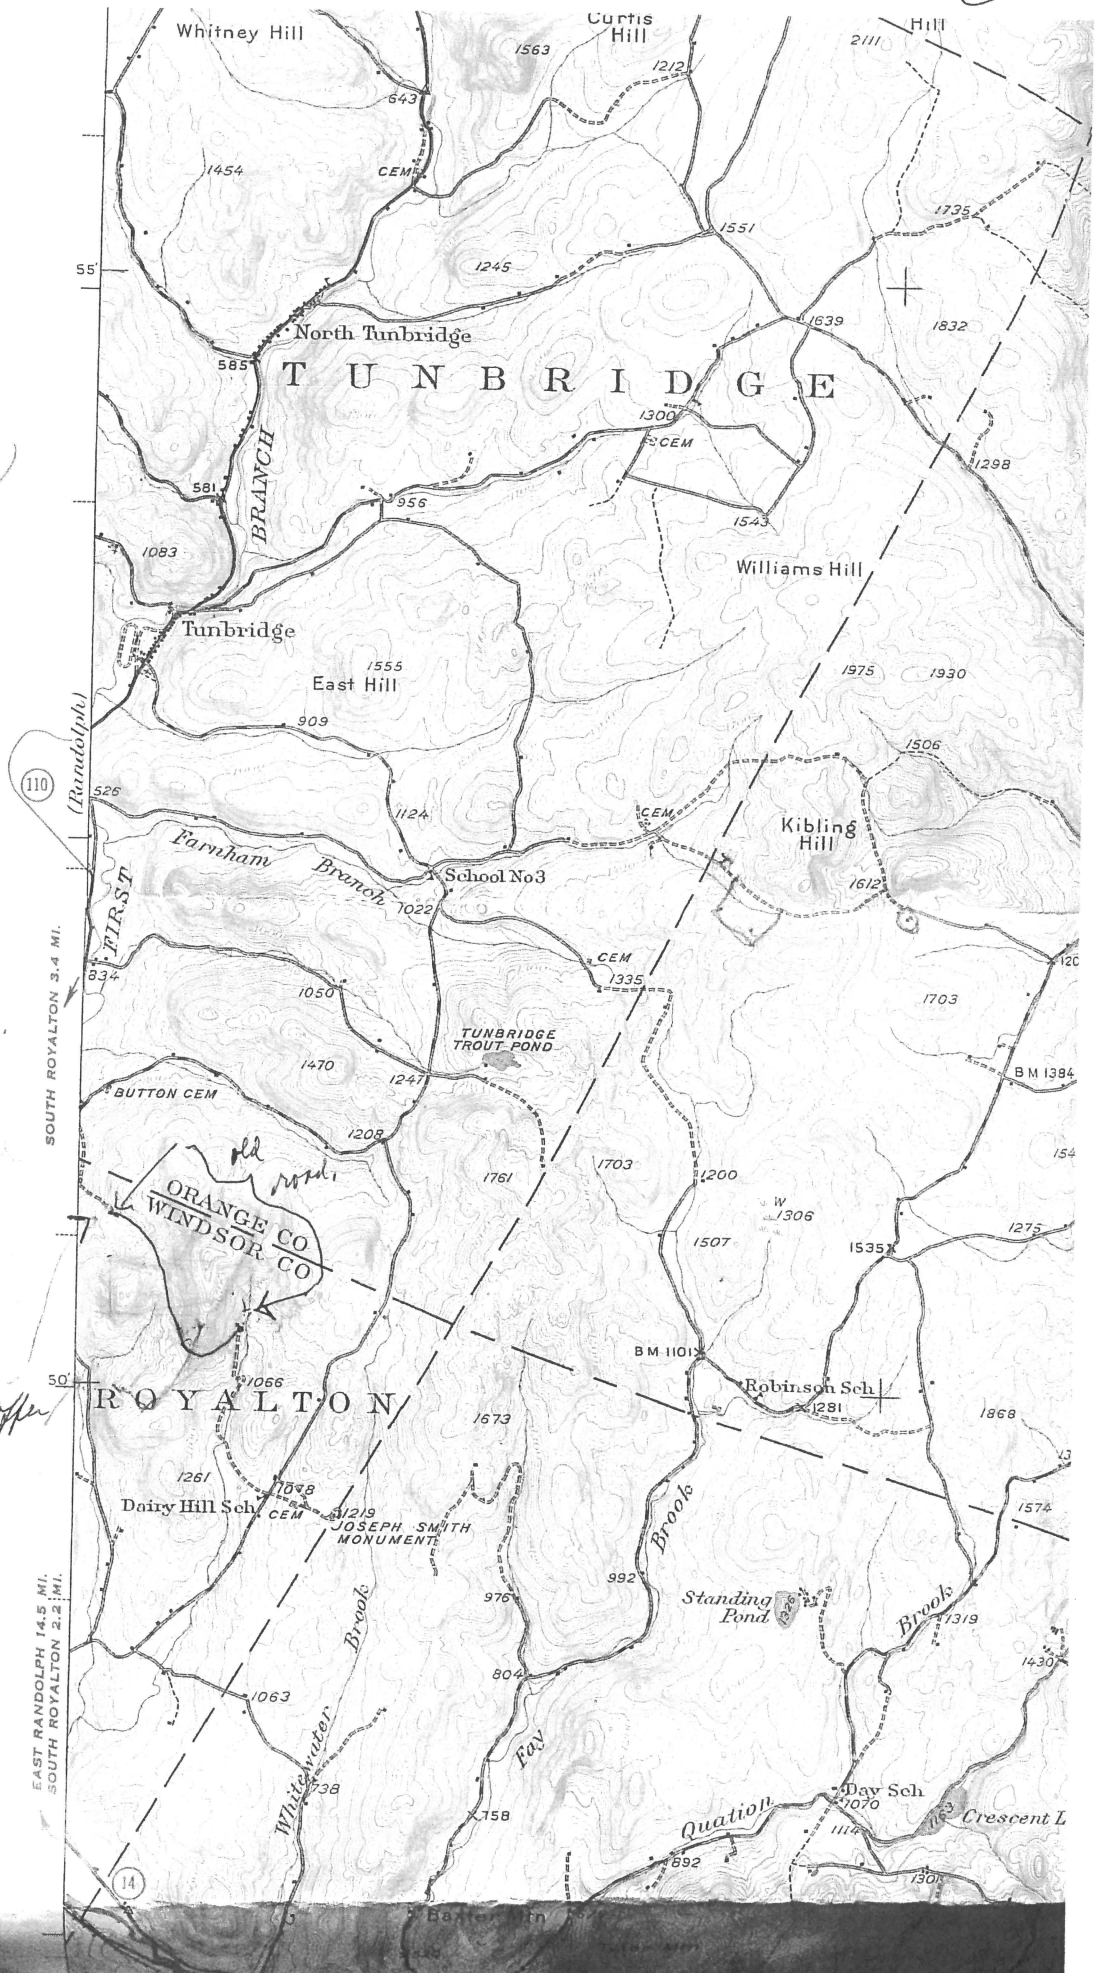 Whitney Hill
Curtis
Hill
Hill
1563
2111
1212
643
1454
CEM
1735
1551
55'
1245
1639
1832
North Tunbridge
585
TUNBRIDGE
1300
CEM
1298
BRANCH
581
956
1543
1083
Williams Hill
Tunbridge
1555
East Hill
1975
1930
909
(Randolph)
1506
110
526
1124
CEM
Kibling
Hill
Farnham Branch
School No 3
1612
1022
FIRST
CEM
834
1335
1050
1703
SOUTH ROYALTON 3.4 MI.
TUNBRIDGE
TROUT POND
1470
1247
BM 1384
BUTTON CEM
1208
old
road.
1761
1703
1200
154
ORANGE CO
WINDSOR CO
W
1306
1507
1535
1275
BM 1101
50'
1066
ROYALTON
Robinson Sch
1281
1673
1868
1261
1078
Dairy Hill Sch
CEM
1219
JOSEPH SMITH
MONUMENT
13
1574
Brook
992
976
Brook
Standing
Pond
1326
Brook
1319
1430
EAST RANDOLPH 14.5 MI.
SOUTH ROYALTON 2.2 MI.
804
1063
Whitewater
738
Fay
758
Day Sch
1070
Quation
1114
1163
Crescent L
892
1301
14
Baxter Mtn